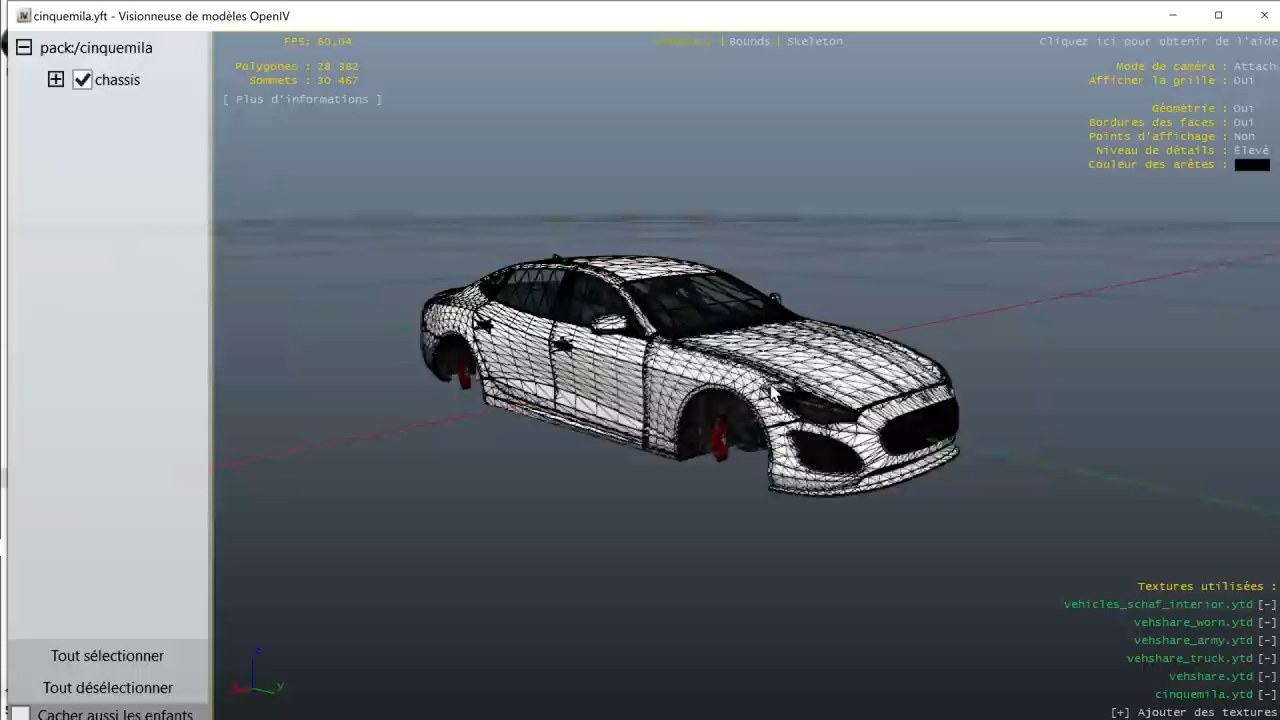 cinquemila.yft - Visionneuse de modèles OpenIV
pack/cinquemila
chassis
FPS: 60,04
| Bounds | Skeleton
Cliquez ici pour obtenir de l'aide
Polygones : 28 382
Sommets : 30 467
[ Plus d'informations ]
Mode de caméra : Attach
Afficher la grille : Oui
Géométrie : Oui
Bordures des faces : Oui
Points d'affichage : Non
Niveau de détails : Élevé
Couleur des arêtes :
Textures utilisées :
vehicles_schaf_interior.ytd [-]
vehshare_worn.ytd [-]
vehshare_army.ytd [-]
vehshare_truck.ytd [-]
vehshare.ytd [-]
cinquemila.ytd [-]
[+] Ajouter des textures
Tout sélectionner
Tout désélectionner
Cacher aussi les enfants
z
x
y